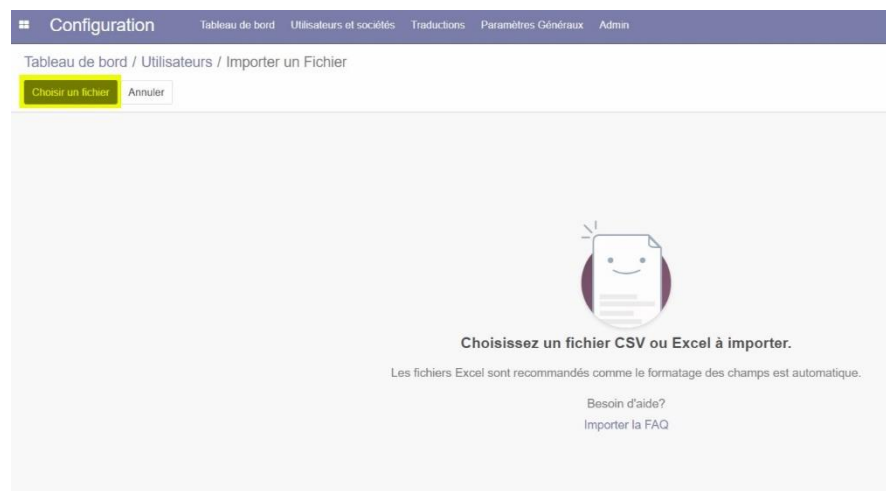 Configuration Tableau de bord Utilisateurs et sociétés Traductions Paramètres Généraux Admin
Tableau de bord / Utilisateurs / Importer un Fichier
Choisir un fichier Annuler
Choisissez un fichier CSV ou Excel à importer.
Les fichiers Excel sont recommandés comme le formatage des champs est automatique.
Besoin d'aide?
Importer la FAQ